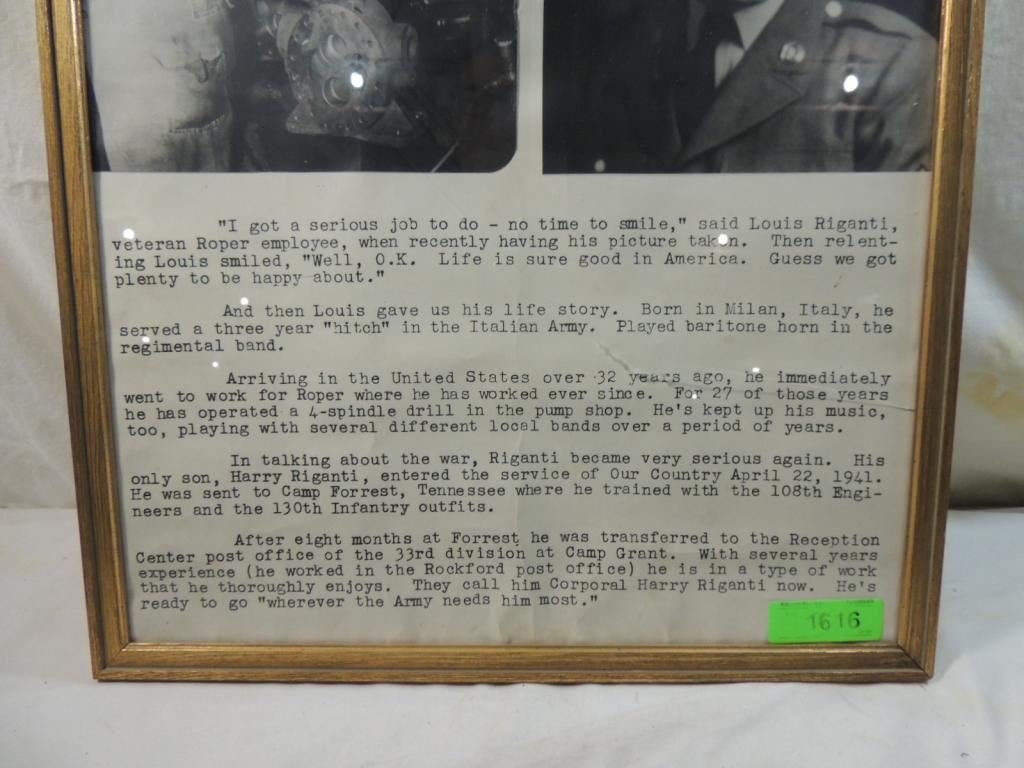 "I got a serious job to do - no time to smile," said Louis Riganti,
veteran Roper employee, when recently having his picture taken. Then relent-
ing Louis smiled, "Well, O.K. Life is sure good in America. Guess we got
plenty to be happy about."
And then Louis gave us his life story. Born in Milan, Italy, he
served a three year "hitch" in the Italian Army. Played baritone horn in the
regimental band.
Arriving in the United States over 32 years ago, he immediately
went to work for Roper where he has worked ever since. For 27 of those years
he has operated a 4-spindle drill in the pump shop. He's kept up his music,
too, playing with several different local bands over a period of years.
In talking about the war, Riganti became very serious again. His
only son, Harry Riganti, entered the service of Our Country April 22, 1941.
He was sent to Camp Forrest, Tennessee where he trained with the 108th Engi-
neers and the 130th Infantry outfits.
After eight months at Forrest he was transferred to the Reception
Center post office of the 33rd division at Camp Grant. With several years
experience (he worked in the Rockford post office) he is in a type of work
that he thoroughly enjoys. They call him Corporal Harry Riganti now. He's
ready to go "wherever the Army needs him most."
1616